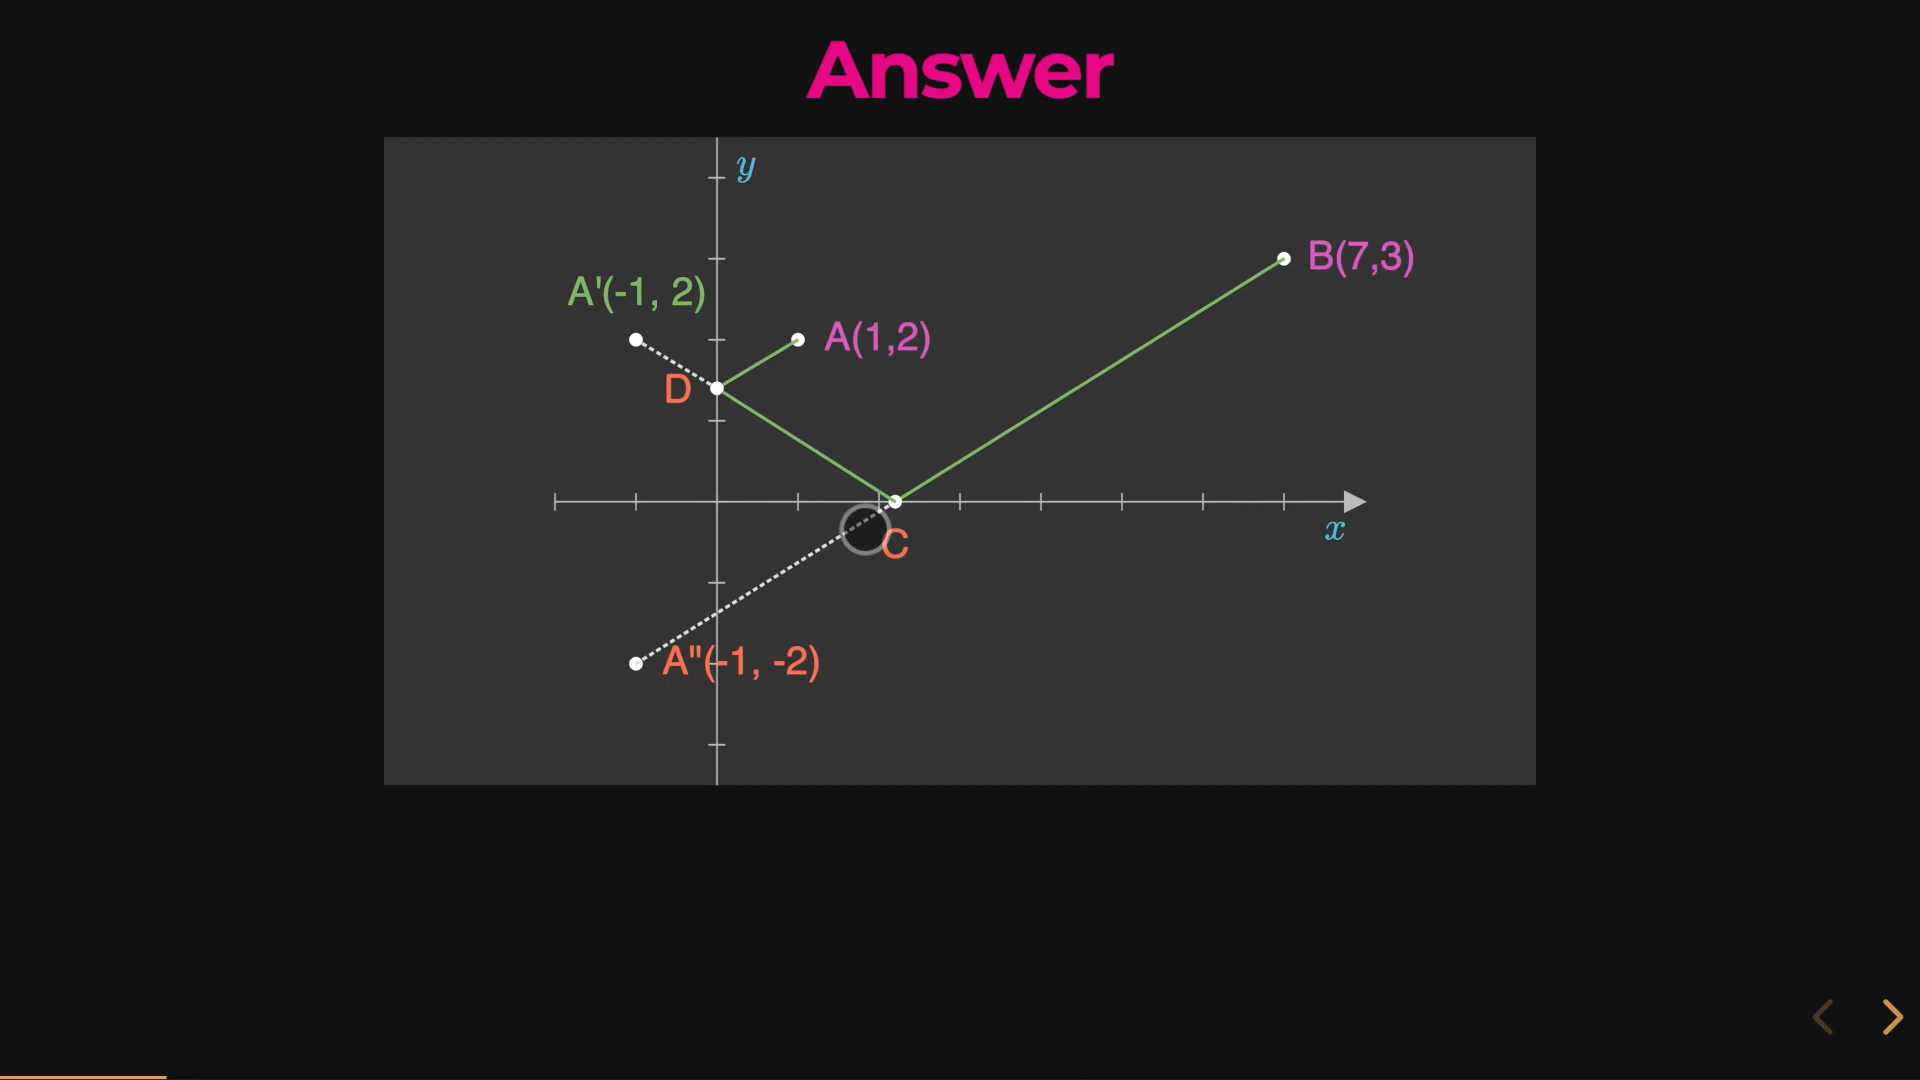 Answer
y
B(7,3)
A'(-1, 2)
A(1,2)
D
x
C
A"(-1, -2)